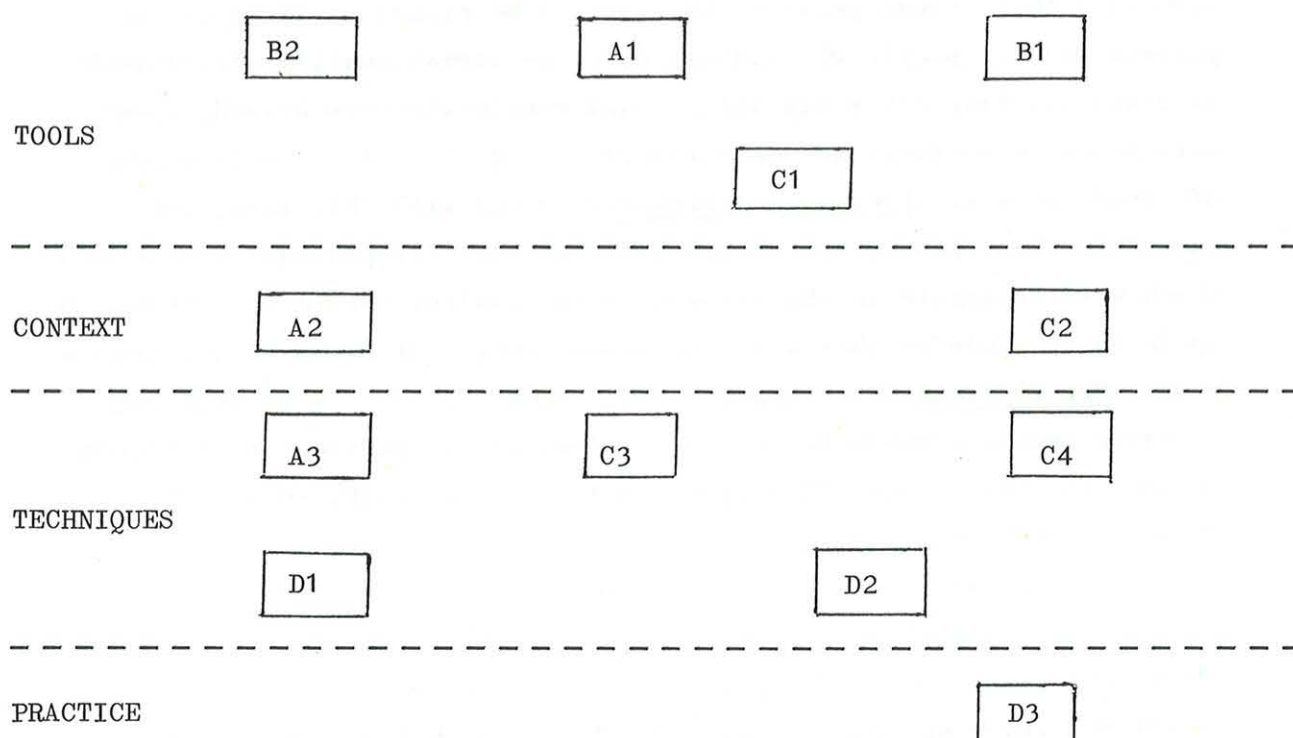 B2 A1 B1
TOOLS
C1
CONTEXT A2 C2
A3 C3 C4
TECHNIQUES
D1 D2
PRACTICE D3